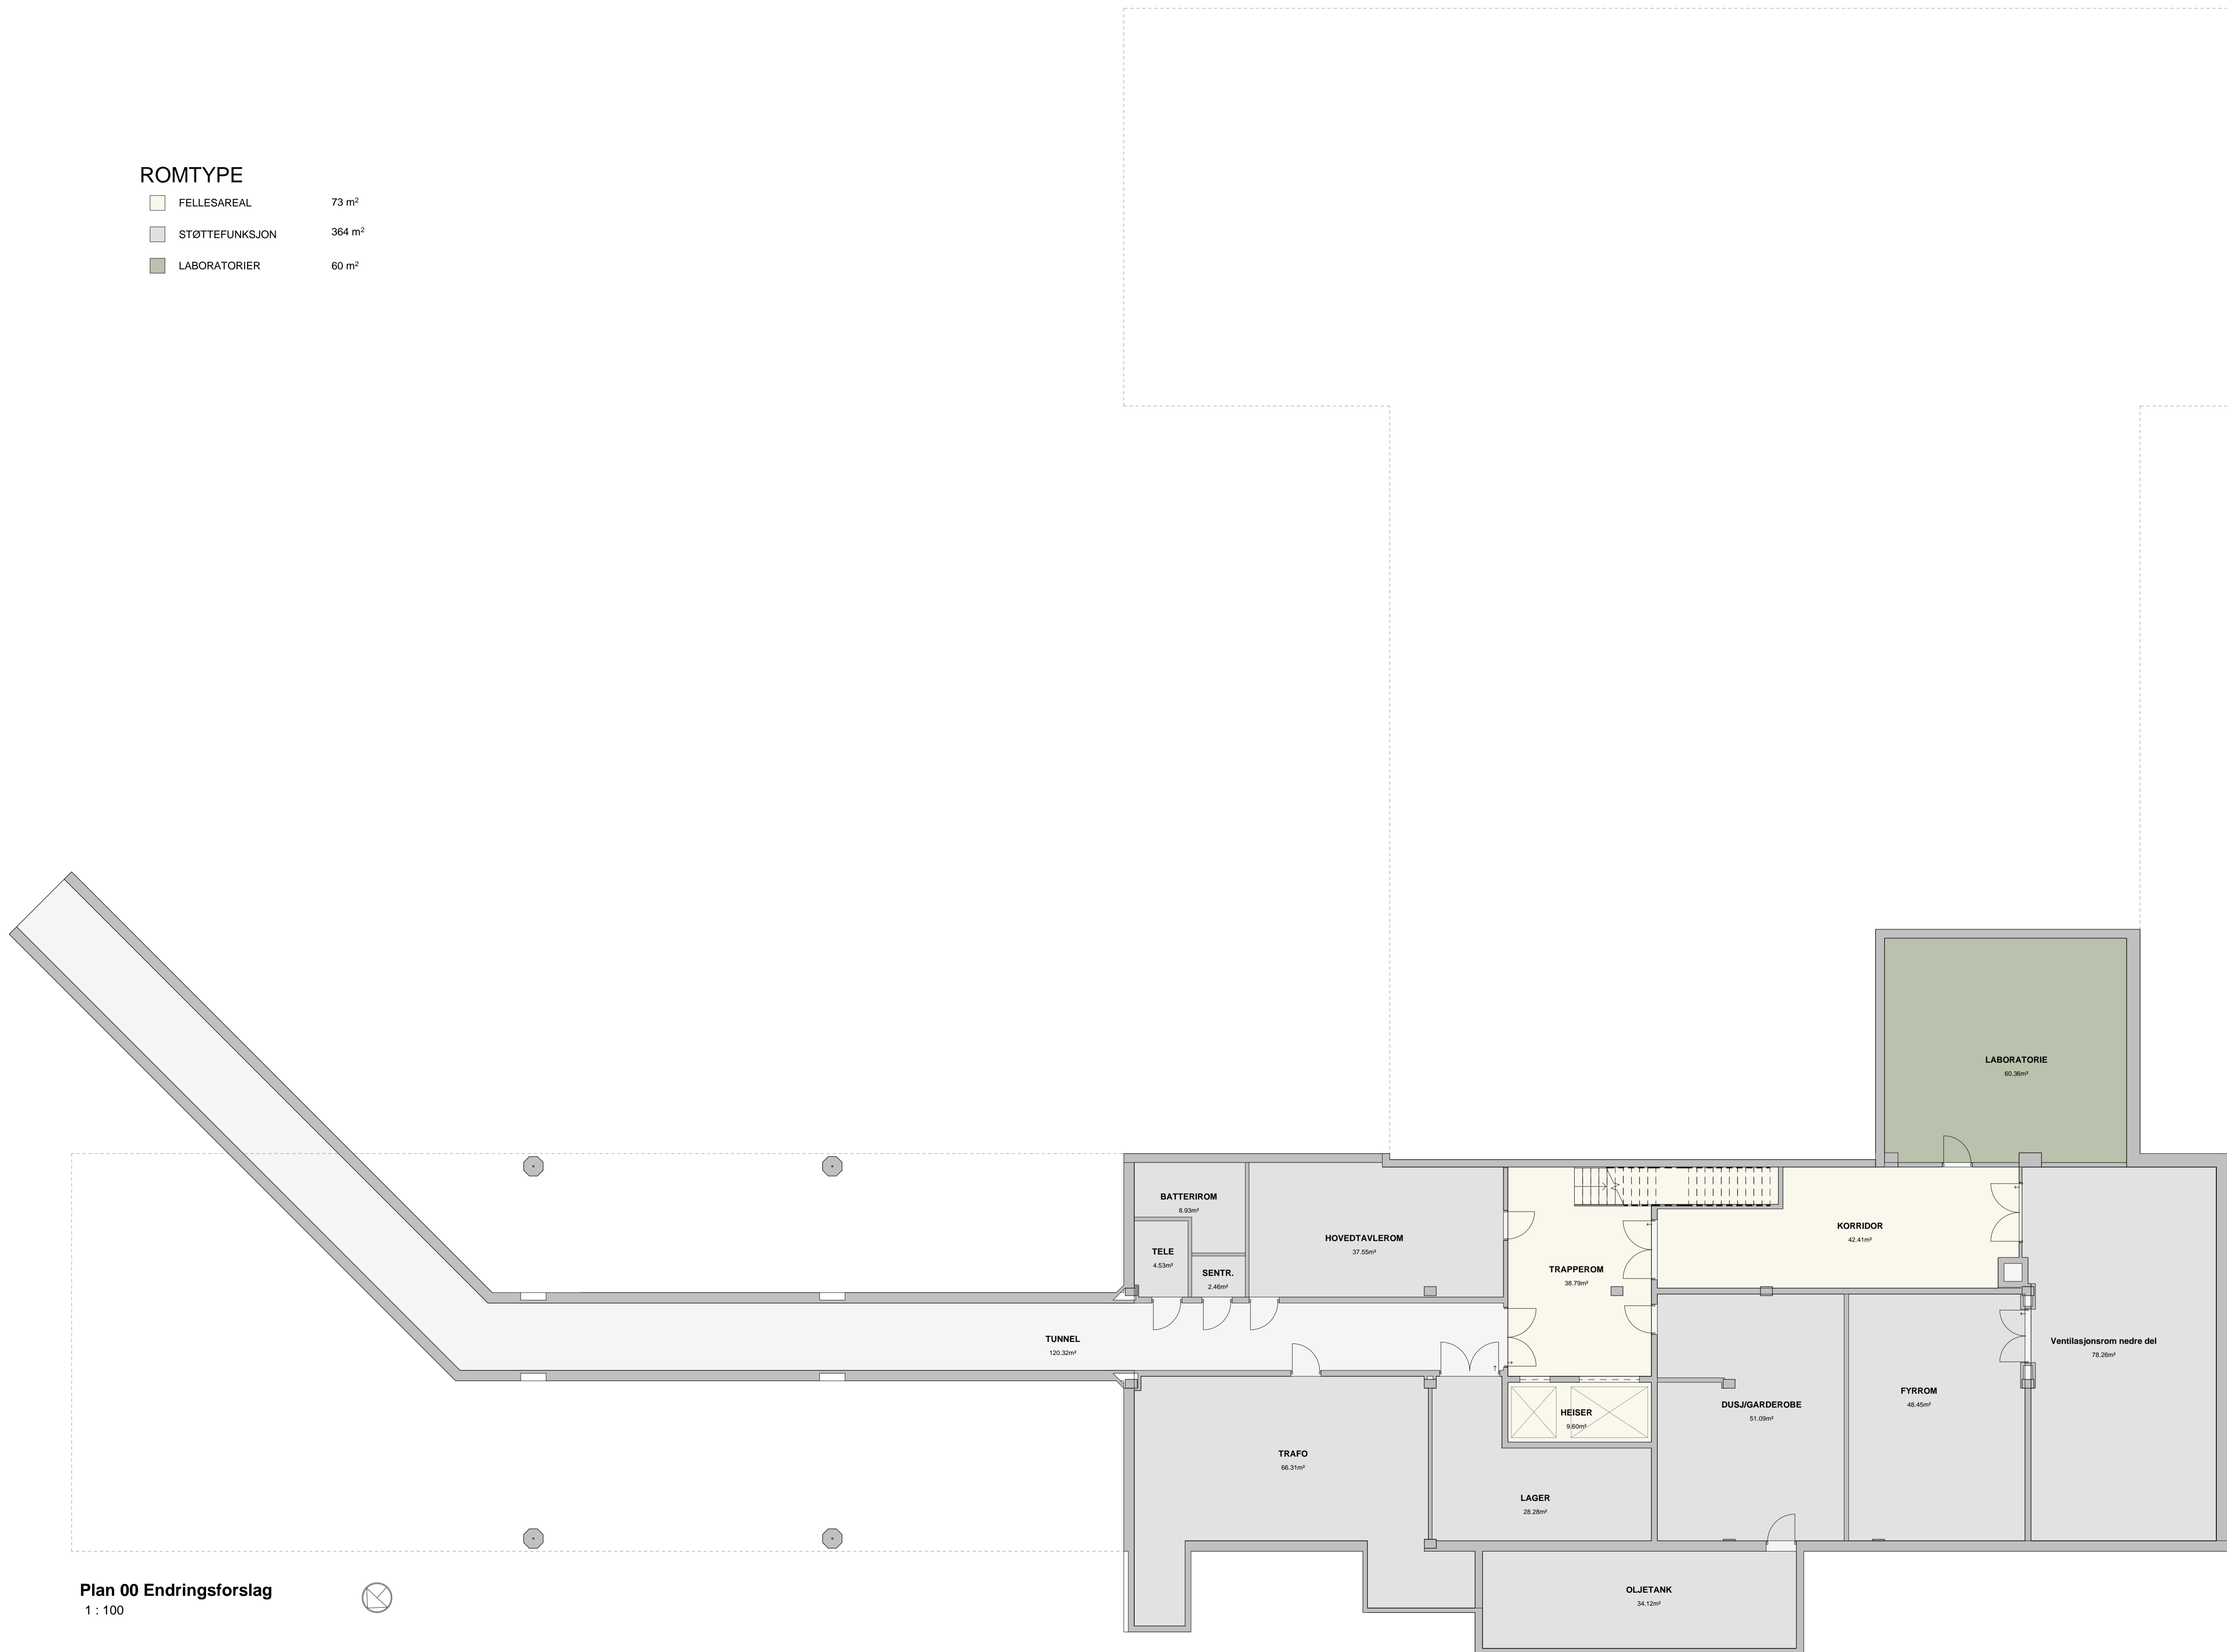 ROMTYPE
FELLESAREAL 73 m²
STØTTEFUNKSJON 364 m²
LABORATORIER 60 m²
LABORATORIE
60.36m²
BATTERIROM
8.93m²
KORRIDOR
42.41m²
HOVEDTAVLEROM
37.55m²
TELE
4.53m²
SENTR.
2.46m²
TRAPPEROM
38.79m²
TUNNEL
120.32m²
Ventilasjonsrom nedre del
78.26m²
FYRROM
48.45m²
DUSJ/GARDEROBE
51.09m²
HEISER
9.60m²
TRAFO
66.31m²
LAGER
28.28m²
OLJETANK
34.12m²
Plan 00 Endringsforslag
1 : 100